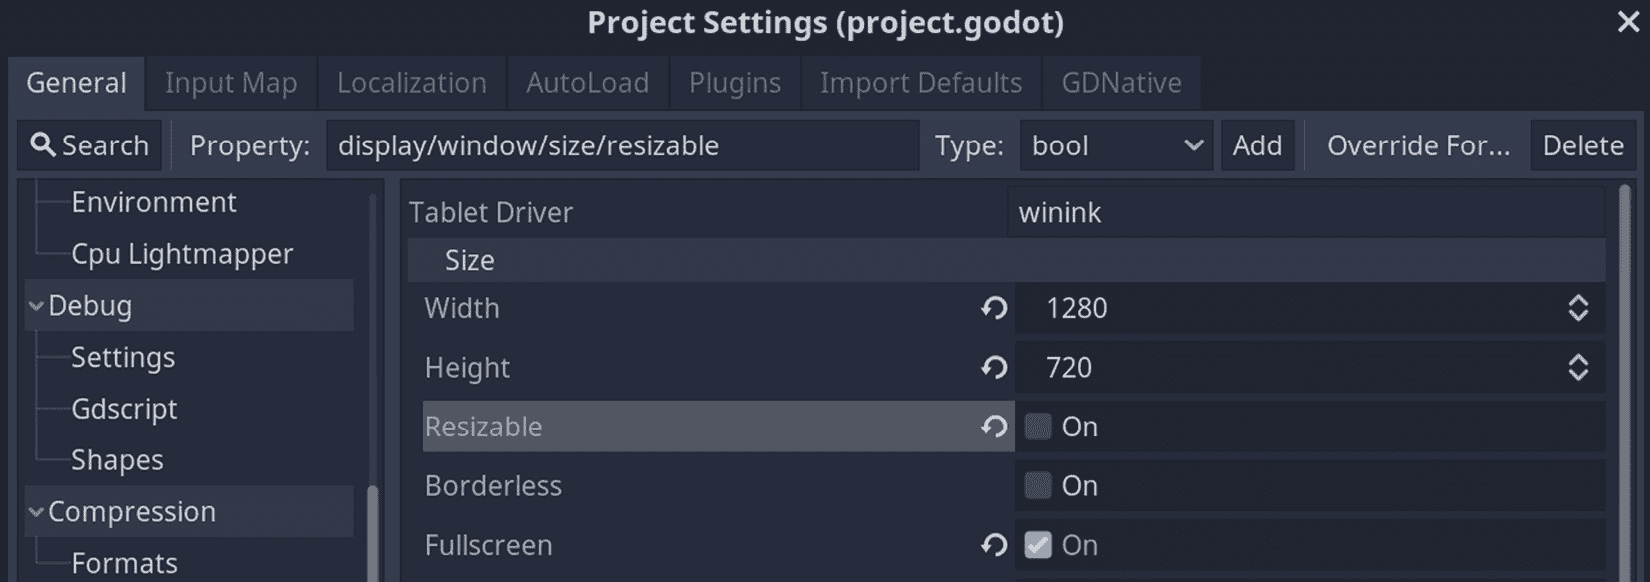 Project Settings (project.godot)
General Input Map Localization AutoLoad Plugins Import Defaults GDNative
Search Property: display/window/size/resizable Type: bool Add Override For... Delete
Environment
Cpu Lightmapper
Debug
Settings
Gdscript
Shapes
Compression
Formats
Tablet Driver winink
Size
Width 1280
Height 720
Resizable On
Borderless On
Fullscreen On